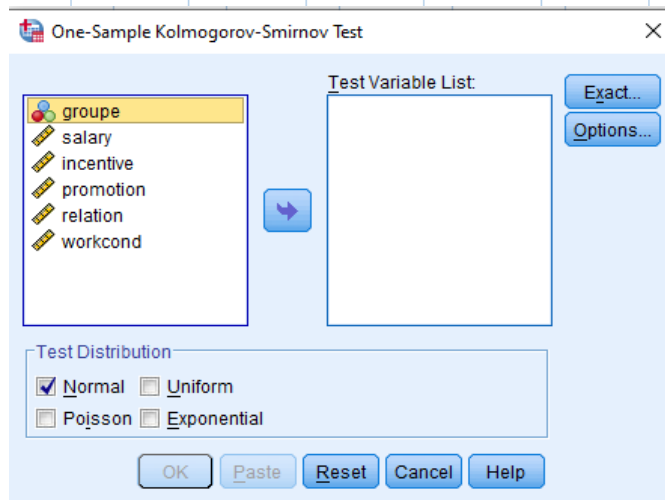 One-Sample Kolmogorov-Smirnov Test
Test Variable List:
groupe
salary
incentive
promotion
relation
workcond
Exact...
Options...
Test Distribution
Normal Uniform
Poisson Exponential
OK Paste Reset Cancel Help